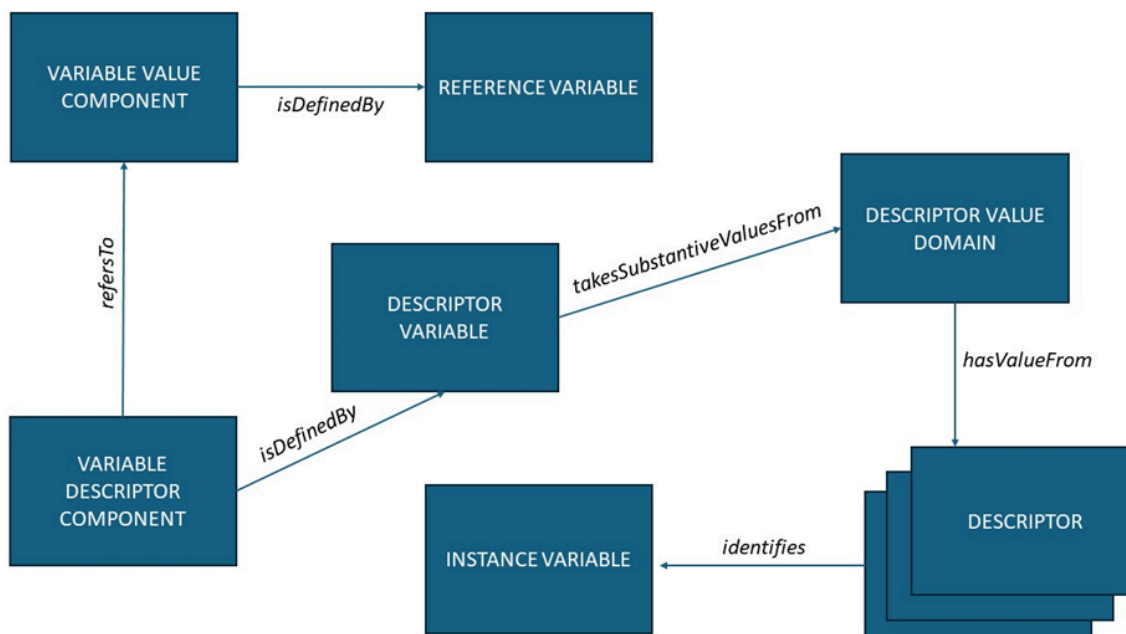 VARIABLE VALUE
COMPONENT
isDefinedBy
REFERENCE VARIABLE
refersTo
DESCRIPTOR
VARIABLE
takesSubstantiveValuesFrom
DESCRIPTOR VALUE
DOMAIN
hasValueFrom
VARIABLE
DESCRIPTOR
COMPONENT
isDefinedBy
INSTANCE VARIABLE
identifies
DESCRIPTOR